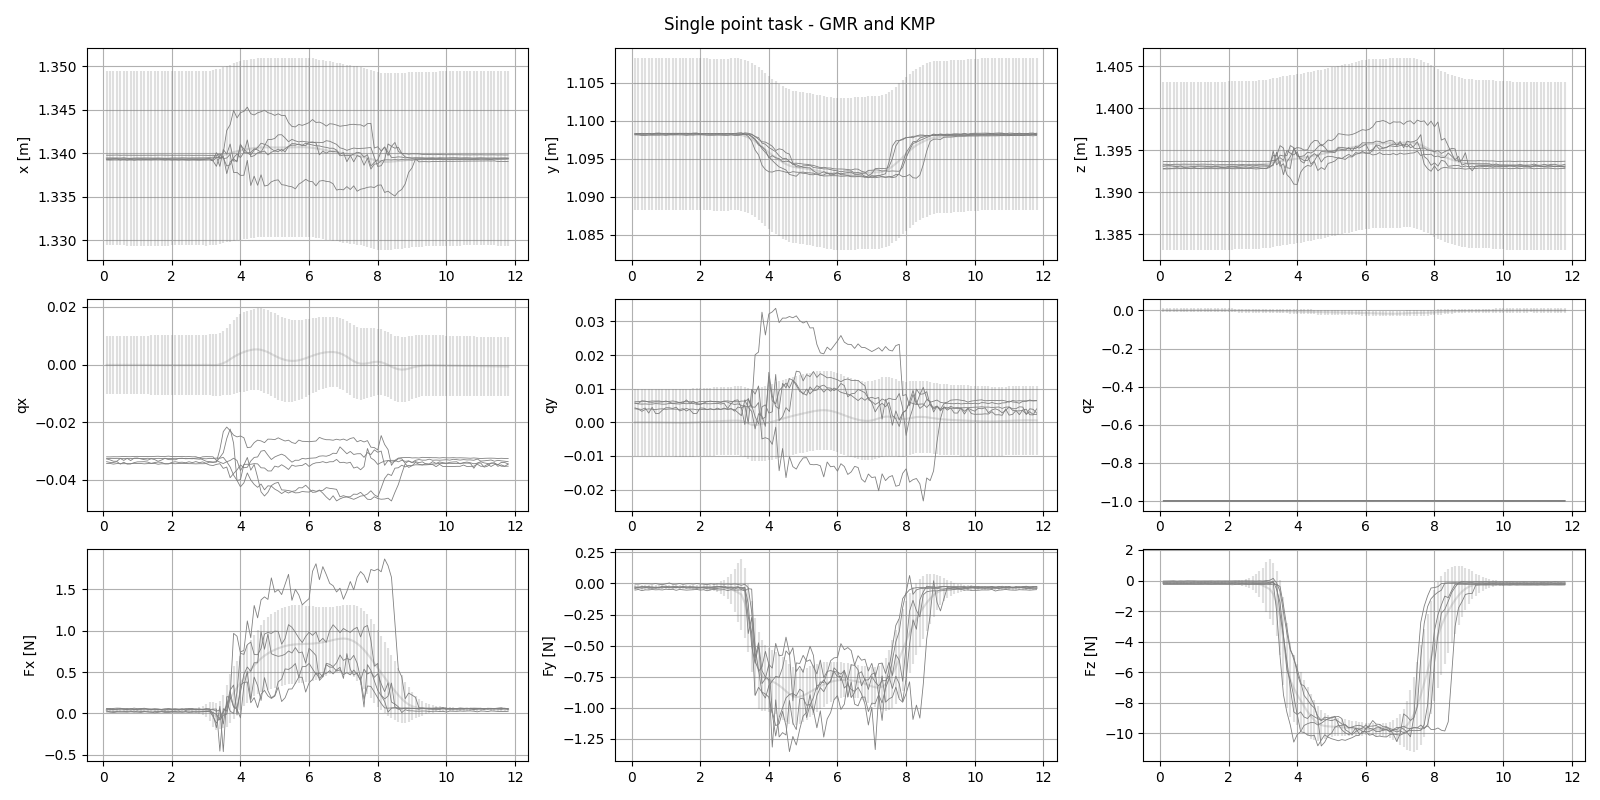 Single point task - GMR and KMP
x [m]
1.350
1.345
1.340
1.335
1.330
0 2 4 6 8 10 12
y [m]
1.105
1.100
1.095
1.090
1.085
0 2 4 6 8 10 12
z [m]
1.405
1.400
1.395
1.390
1.385
0 2 4 6 8 10 12
qx
0.02
0.00
−0.02
−0.04
0 2 4 6 8 10 12
qy
0.03
0.02
0.01
0.00
−0.01
−0.02
0 2 4 6 8 10 12
qz
0.0
−0.2
−0.4
−0.6
−0.8
−1.0
0 2 4 6 8 10 12
Fx [N]
1.5
1.0
0.5
0.0
−0.5
0 2 4 6 8 10 12
Fy [N]
0.25
0.00
−0.25
−0.50
−0.75
−1.00
−1.25
0 2 4 6 8 10 12
Fz [N]
2
0
−2
−4
−6
−8
−10
0 2 4 6 8 10 12